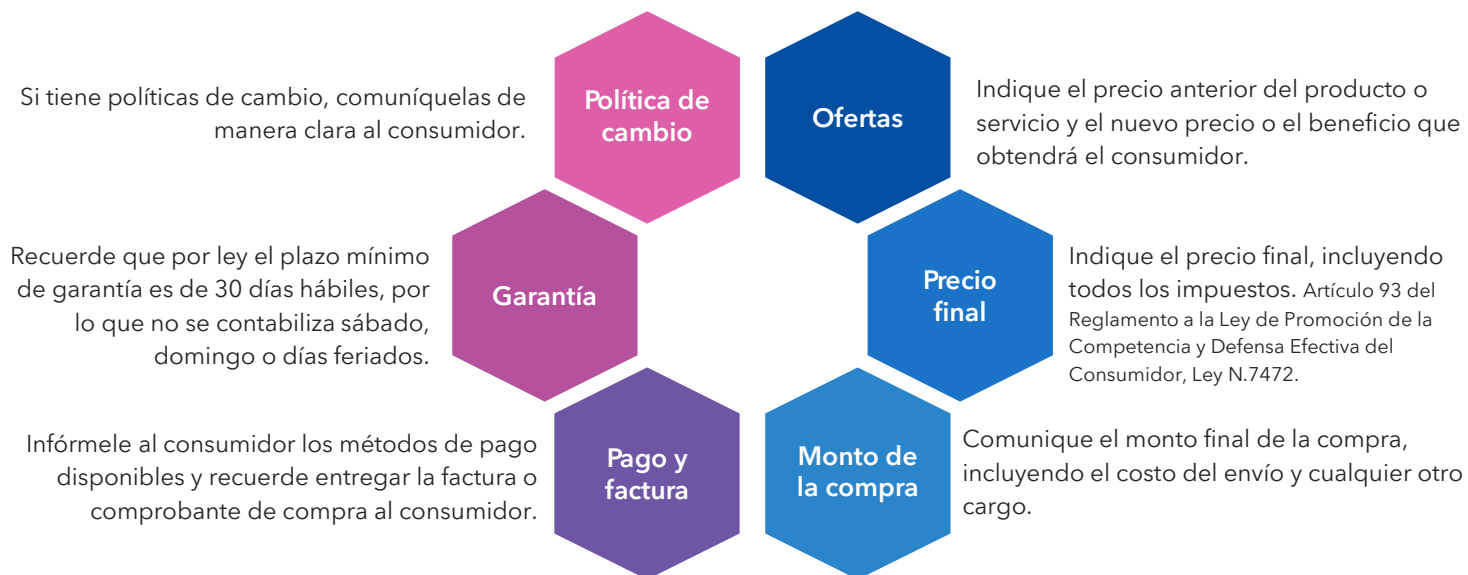 Si tiene políticas de cambio, comuníquelas de
manera clara al consumidor.
Política de
cambio
Ofertas
Indique el precio anterior del producto o
servicio y el nuevo precio o el beneficio que
obtendrá el consumidor.
Recuerde que por ley el plazo mínimo
de garantía es de 30 días hábiles, por
lo que no se contabiliza sábado,
domingo o días feriados.
Garantía
Precio
final
Indique el precio final, incluyendo
todos los impuestos. Artículo 93 del
Reglamento a la Ley de Promoción de la
Competencia y Defensa Efectiva del
Consumidor, Ley N.7472.
Infórmele al consumidor los métodos de pago
disponibles y recuerde entregar la factura o
comprobante de compra al consumidor.
Pago y
factura
Monto de
la compra
Comunique el monto final de la compra,
incluyendo el costo del envío y cualquier otro
cargo.